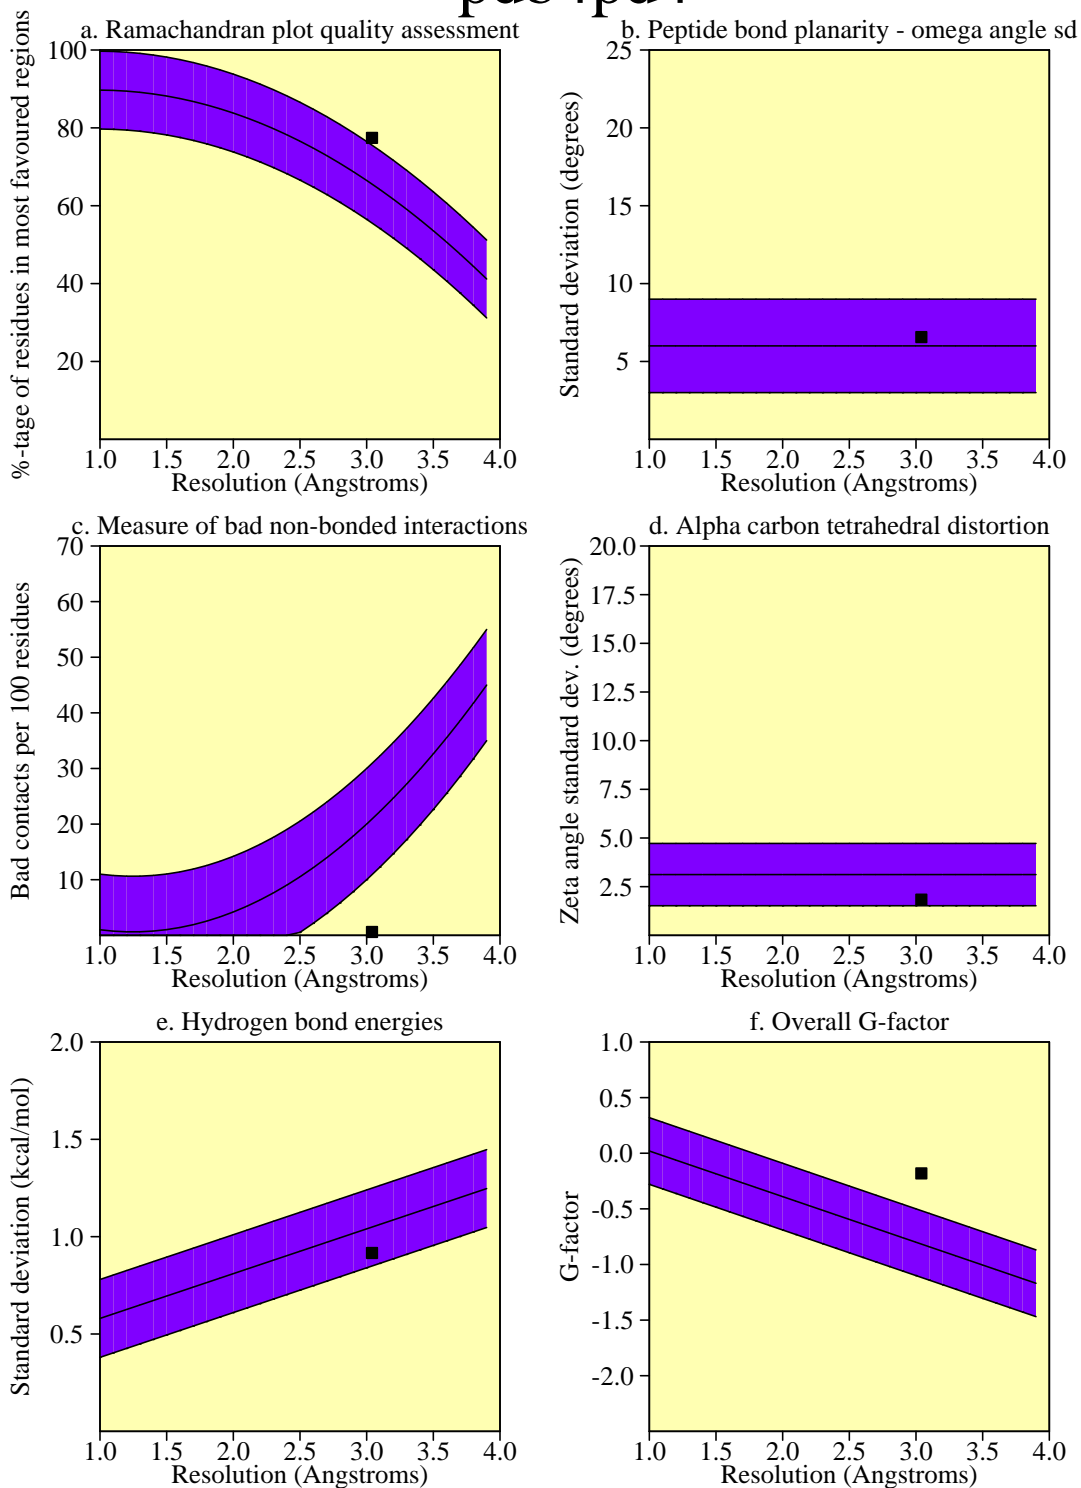 a. Ramachandran plot quality assessment
%-tage of residues in most favoured regions
100
80
60
40
20
1.0 1.5 2.0 2.5 3.0 3.5 4.0
Resolution (Angstroms)
b. Peptide bond planarity - omega angle sd
Standard deviation (degrees)
25
20
15
10
5
1.0 1.5 2.0 2.5 3.0 3.5 4.0
Resolution (Angstroms)
c. Measure of bad non-bonded interactions
Bad contacts per 100 residues
70
60
50
40
30
20
10
1.0 1.5 2.0 2.5 3.0 3.5 4.0
Resolution (Angstroms)
d. Alpha carbon tetrahedral distortion
Zeta angle standard dev. (degrees)
20.0
17.5
15.0
12.5
10.0
7.5
5.0
2.5
1.0 1.5 2.0 2.5 3.0 3.5 4.0
Resolution (Angstroms)
e. Hydrogen bond energies
Standard deviation (kcal/mol)
2.0
1.5
1.0
0.5
1.0 1.5 2.0 2.5 3.0 3.5 4.0
Resolution (Angstroms)
f. Overall G-factor
G-factor
1.0
0.5
0.0
-0.5
-1.0
-1.5
-2.0
1.0 1.5 2.0 2.5 3.0 3.5 4.0
Resolution (Angstroms)